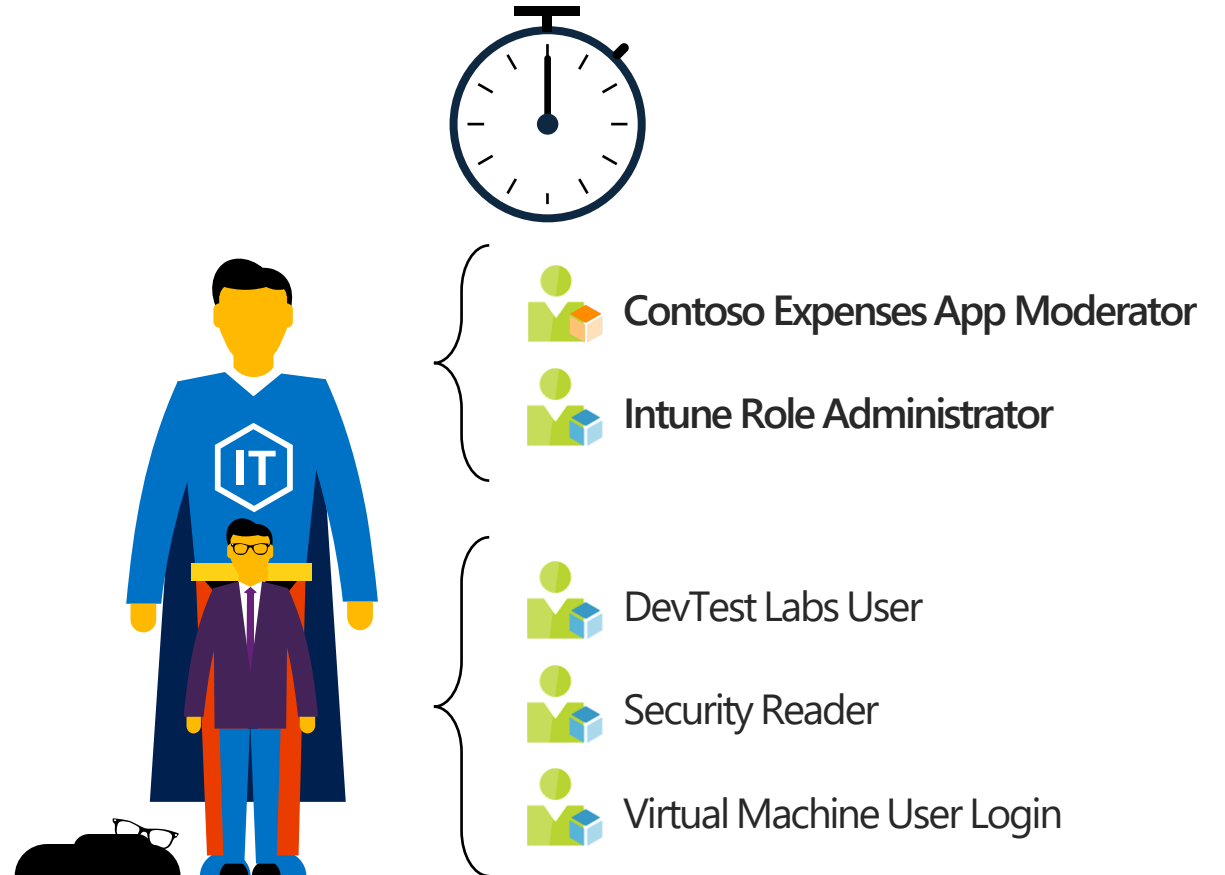 Contoso Expenses App Moderator
Intune Role Administrator
IT
DevTest Labs User
Security Reader
Virtual Machine User Login